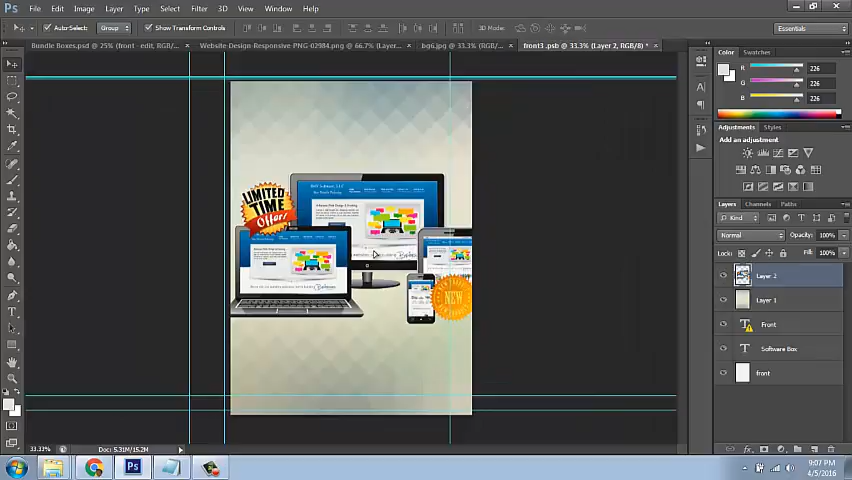 Ps File Edit Image Layer Type Select Filter 3D View Window Help
Auto-Select: Group Show Transform Controls 3D Mode: Essentials
Bundle Boxes.psd @ 25% (front - edit, RGB/... × Website-Design-Responsive-PNG-02984.png @ 66.7% (Layer... × bg6.jpg @ 33.3% (RGB/... × front3 .psb @ 33.3% (Layer 2, RGB/8) * ×
Color Swatches
R 226
G 226
B 226
Adjustments Styles
Add an adjustment
LIMITED
TIME
Offer!
NEW
Layers Channels Paths
Kind
Normal Opacity: 100%
Lock: Fill: 100%
Layer 2
Layer 1
T Front
T Software Box
front
33.33% Doc: 5.31M/15.2M
Ps
9:07 PM
4/5/2016